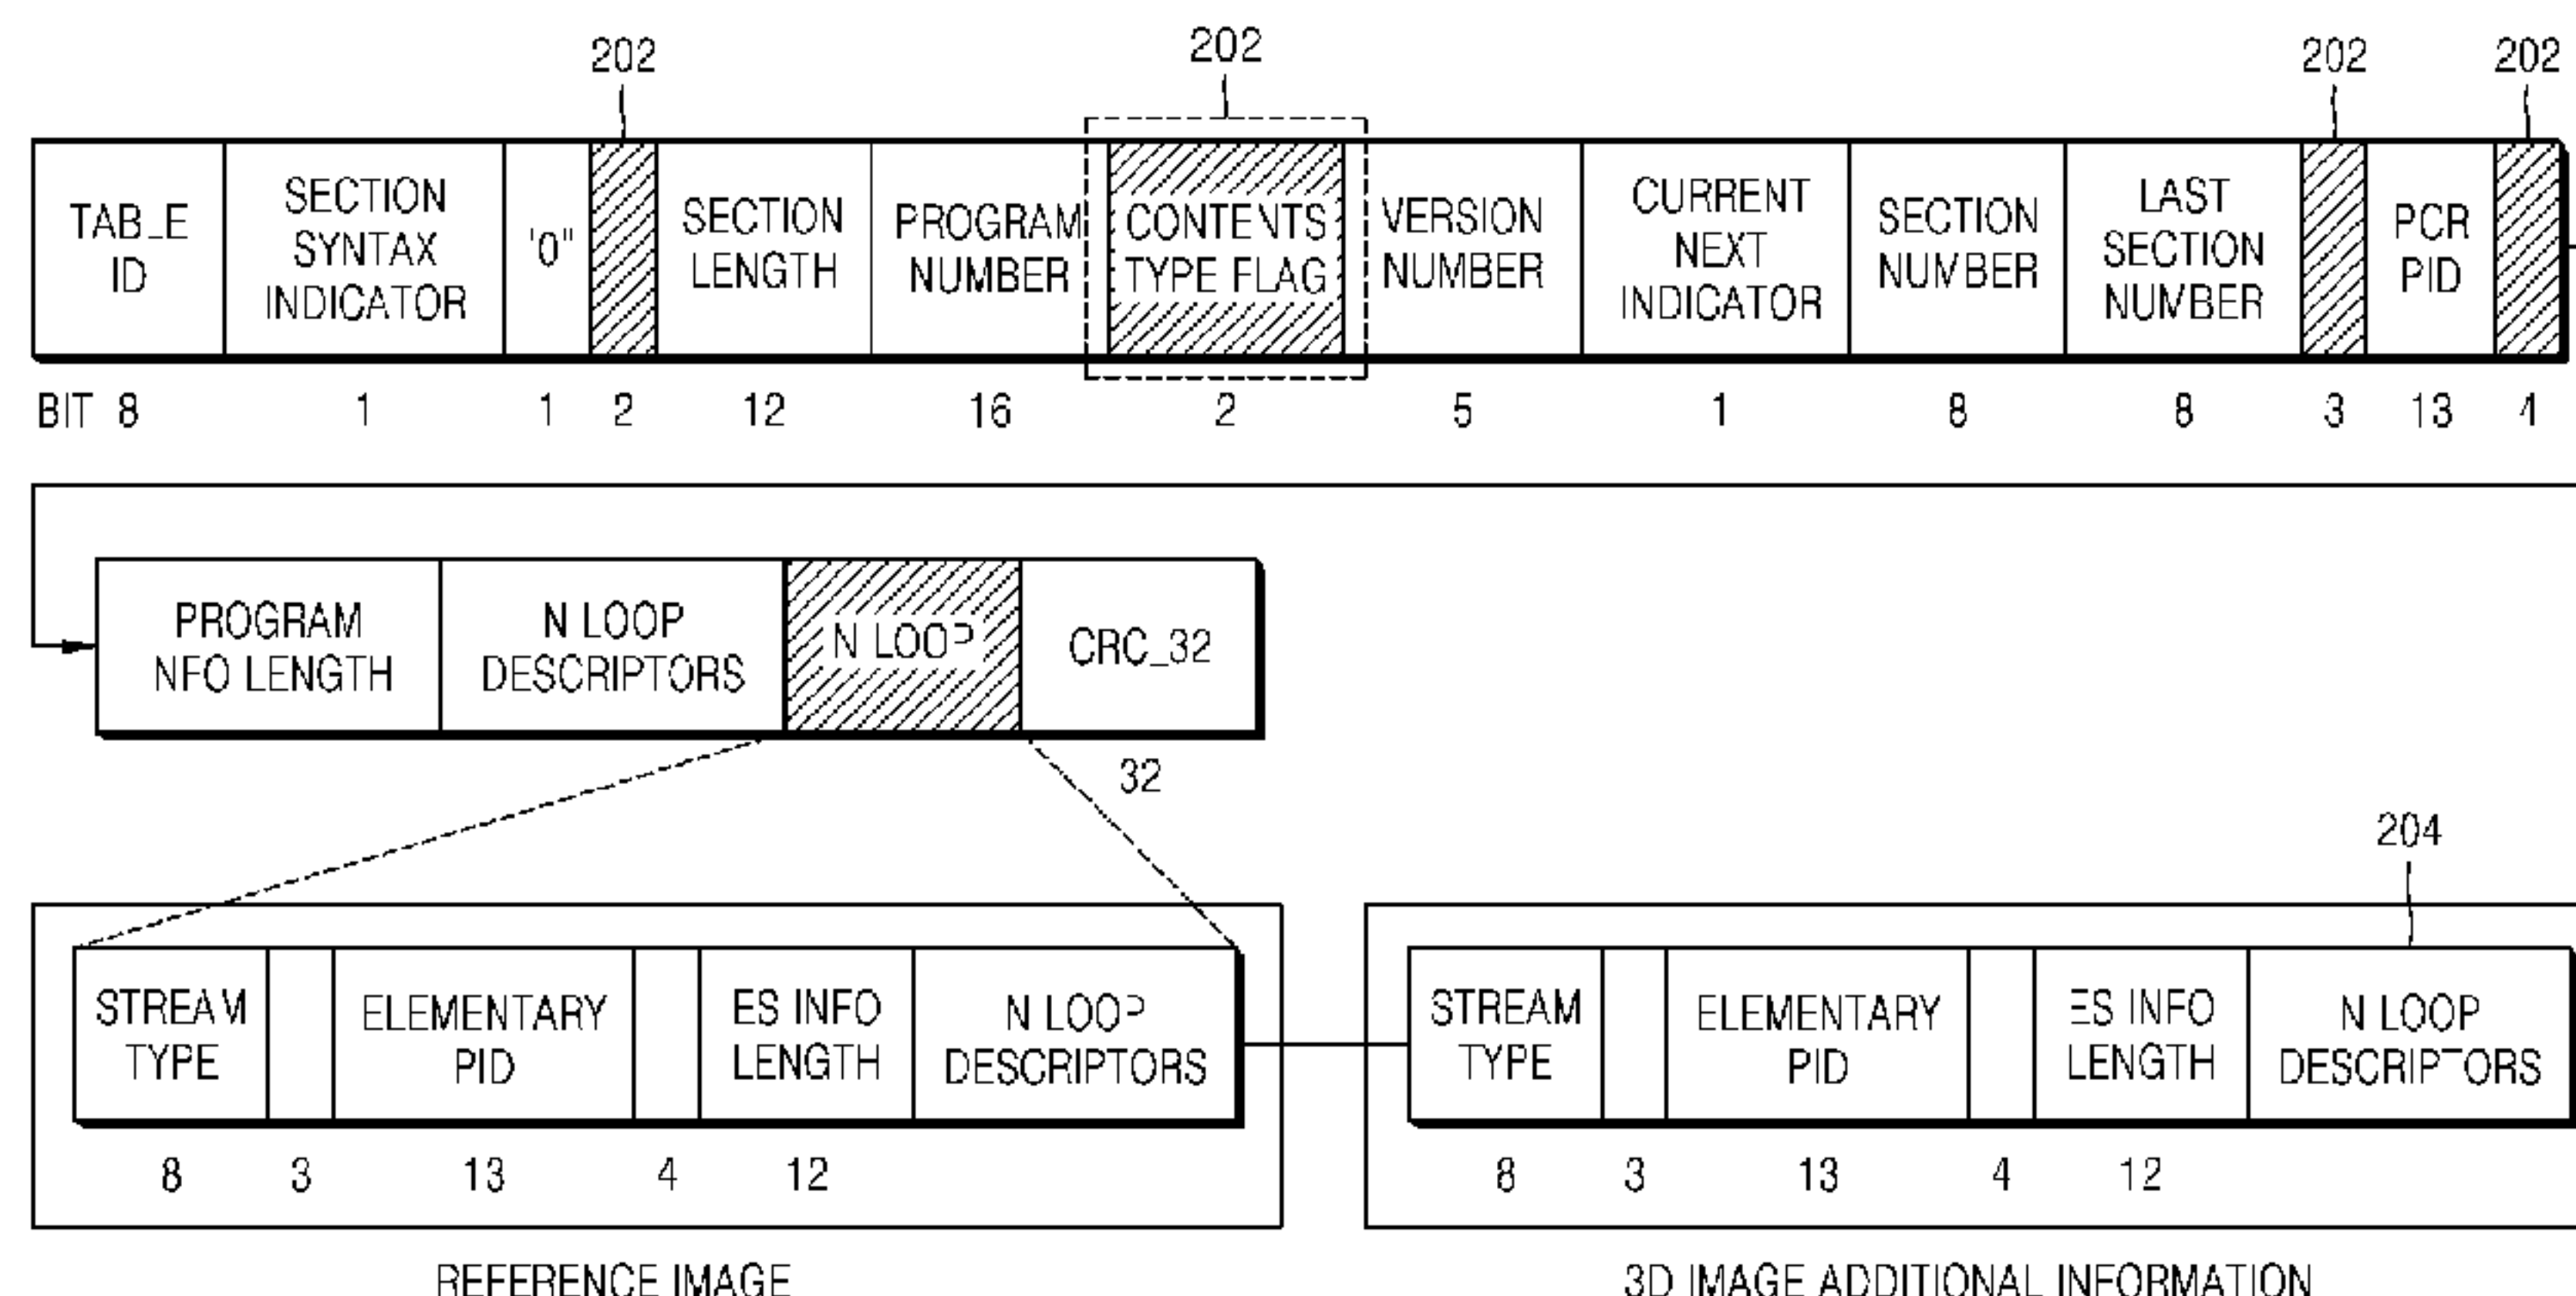 202 202 202 202
TABLE ID
SECTION SYNTAX INDICATOR
'0"
SECTION LENGTH
PROGRAM NUMBER
CONTENTS TYPE FLAG
VERSION NUMBER
CURRENT NEXT INDICATOR
SECTION NUMBER
LAST SECTION NUMBER
PCR PID
BIT 8 1 1 2 12 16 2 5 1 8 8 3 13 4
PROGRAM NFO LENGTH
N LOOP DESCRIPTORS
N LOOP
CRC_32
32
204
STREAM TYPE
ELEMENTARY PID
ES INFO LENGTH
N LOOP DESCRIPTORS
8 3 13 4 12
REFERENCE IMAGE
STREAM TYPE
ELEMENTARY PID
ES INFO LENGTH
N LOOP DESCRIPTORS
8 3 13 4 12
3D IMAGE ADDITIONAL INFORMATION